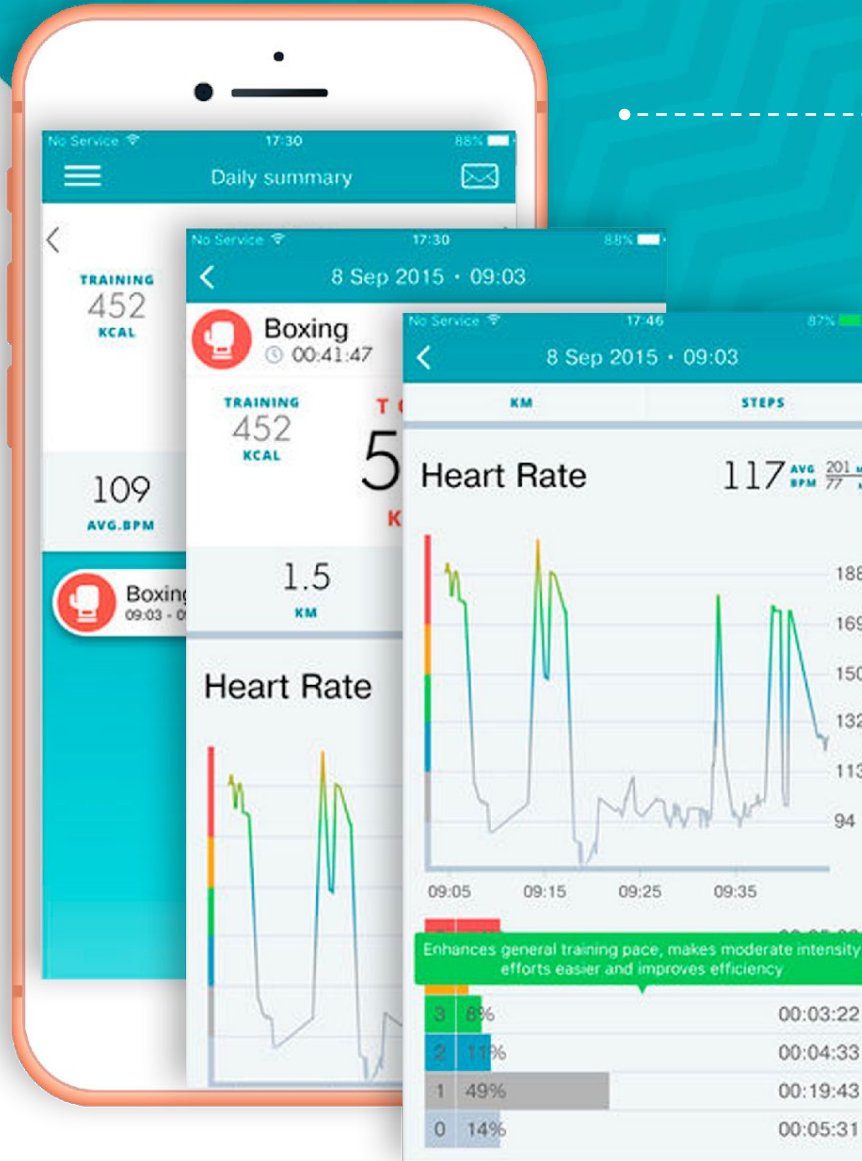 No Service 17:30 88%
Daily summary
TRAINING
452
KCAL
109
AVG.BPM
Boxing
09:03 - 0
No Service 17:30 88%
8 Sep 2015 • 09:03
Boxing
00:41:47
TRAINING
452
KCAL
T
5
K
1.5
KM
Heart Rate
No Service 17:46 87%
8 Sep 2015 • 09:03
KM STEPS
Heart Rate
117 AVG BPM 201 77
188
169
150
132
113
94
09:05 09:15 09:25 09:35
Enhances general training pace, makes moderate intensity
efforts easier and improves efficiency
3 8% 00:03:22
2 11% 00:04:33
1 49% 00:19:43
0 14% 00:05:31